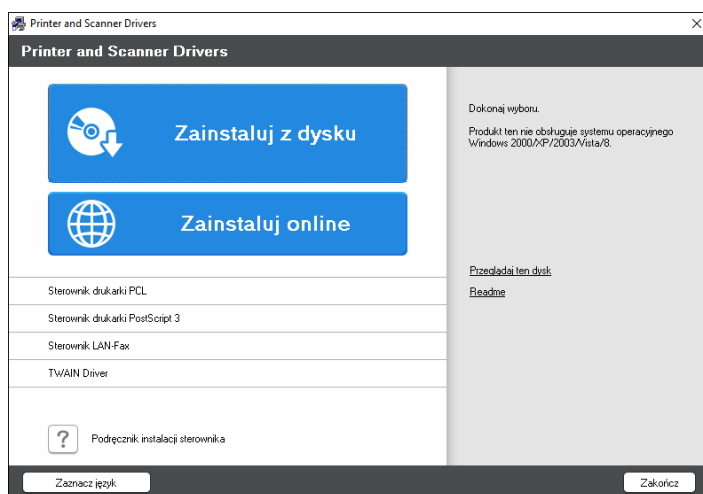 Printer and Scanner Drivers
Printer and Scanner Drivers
Zainstaluj z dysku
Zainstaluj online
Sterownik drukarki PCL
Sterownik drukarki PostScript 3
Sterownik LAN-Fax
TWAIN Driver
? Podręcznik instalacji sterownika
Dokonaj wyboru.
Produkt ten nie obsługuje systemu operacyjnego
Windows 2000/XP/2003/Vista/8.
Przeglądaj ten dysk
Readme
Zaznacz język
Zakończ